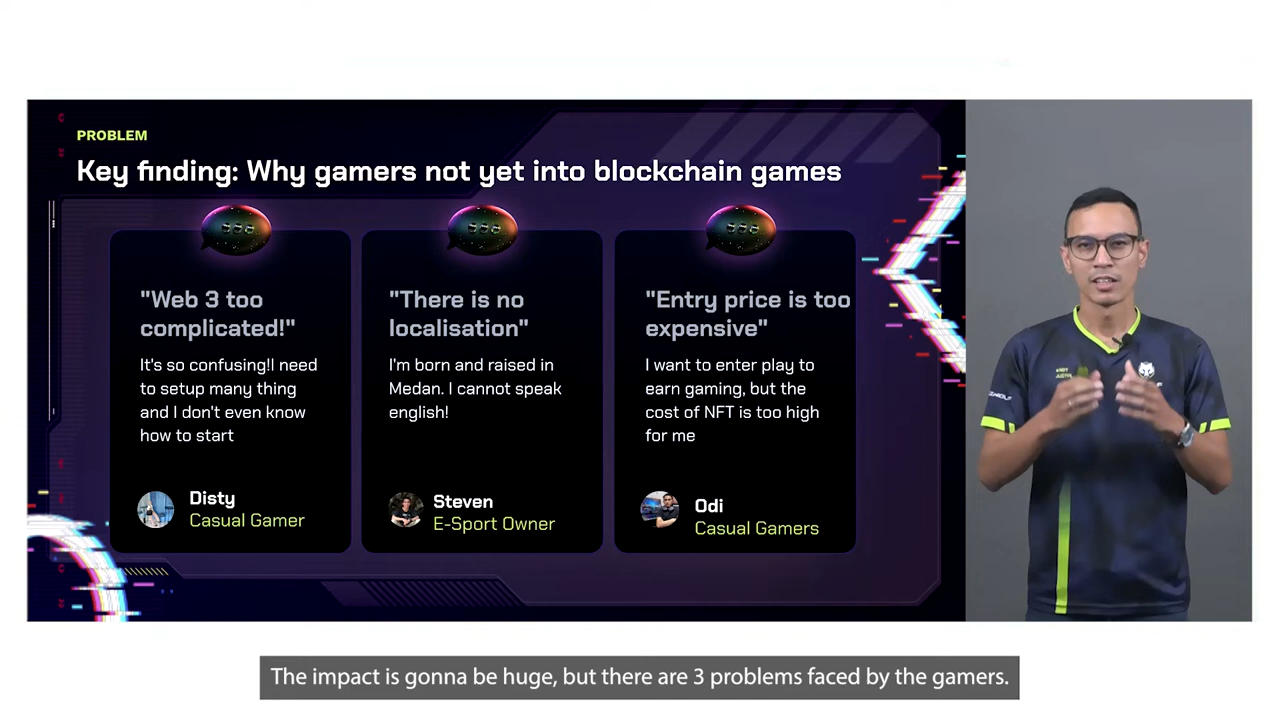 PROBLEM
Key finding: Why gamers not yet into blockchain games
"Web 3 too
complicated!"
It's so confusing!I need
to setup many thing
and I don't even know
how to start
Disty
Casual Gamer
"There is no
localisation"
I'm born and raised in
Medan. I cannot speak
english!
Steven
E-Sport Owner
"Entry price is too
expensive"
I want to enter play to
earn gaming, but the
cost of NFT is too high
for me
Odi
Casual Gamers
The impact is gonna be huge, but there are 3 problems faced by the gamers.